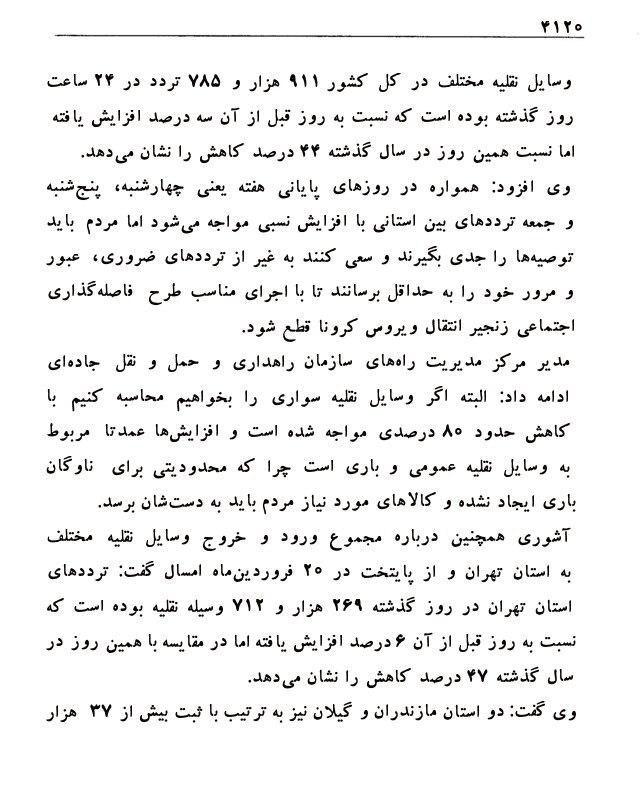 ۴۱۲۰
وسایل نقلیه مختلف در کل کشور ۹۱۱ هزار و ۷۸۵ تردد در ۲۴ ساعت
روز گذشته بوده است که نسبت به روز قبل از آن سه درصد افزایش یافته
اما نسبت همین روز در سال گذشته ۴۴ درصد کاهش را نشان می‌دهد.
وی افزود: همواره در روزهای پایانی هفته یعنی چهارشنبه، پنج‌شنبه
و جمعه ترددهای بین استانی با افزایش نسبی مواجه می‌شود اما مردم باید
توصیه‌ها را جدی بگیرند و سعی کنند به غیر از ترددهای ضروری، عبور
و مرور خود را به حداقل برسانند تا با اجرای مناسب طرح فاصله‌گذاری
اجتماعی زنجیر انتقال ویروس کرونا قطع شود.
مدیر مرکز مدیریت راه‌های سازمان راهداری و حمل و نقل جاده‌ای
ادامه داد: البته اگر وسایل نقلیه سواری را بخواهیم محاسبه کنیم با
کاهش حدود ۸۰ درصدی مواجه شده است و افزایش‌ها عمدتا مربوط
به وسایل نقلیه عمومی و باری است چرا که محدودیتی برای ناوگان
باری ایجاد نشده و کالاهای مورد نیاز مردم باید به دست‌شان برسد.
آشوری همچنین درباره مجموع ورود و خروج وسایل نقلیه مختلف
به استان تهران و از پایتخت در ۲۰ فروردین‌ماه امسال گفت: ترددهای
استان تهران در روز گذشته ۲۶۹ هزار و ۷۱۲ وسیله نقلیه بوده است که
نسبت به روز قبل از آن ۶ درصد افزایش یافته اما در مقایسه با همین روز در
سال گذشته ۴۷ درصد کاهش را نشان می‌دهد.
وی گفت: دو استان مازندران و گیلان نیز به ترتیب با ثبت بیش از ۳۷ هزار